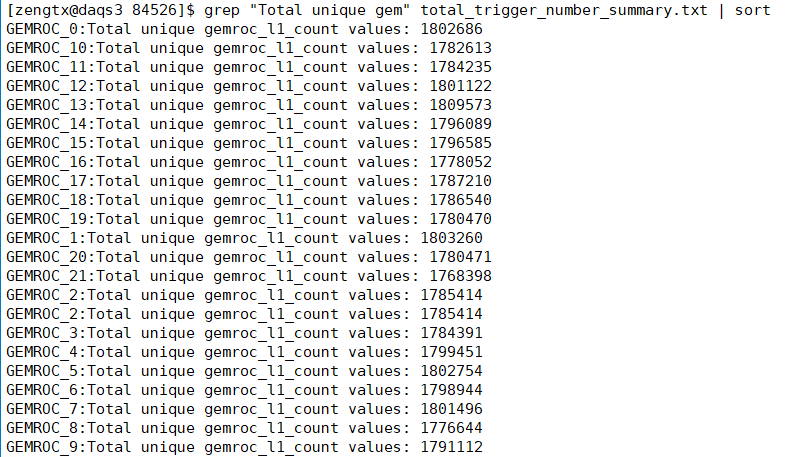 [zengtx@daqs3 84526]$ grep "Total unique gem" total_trigger_number_summary.txt | sort
GEMROC_0:Total unique gemroc_l1_count values: 1802686
GEMROC_10:Total unique gemroc_l1_count values: 1782613
GEMROC_11:Total unique gemroc_l1_count values: 1784235
GEMROC_12:Total unique gemroc_l1_count values: 1801122
GEMROC_13:Total unique gemroc_l1_count values: 1809573
GEMROC_14:Total unique gemroc_l1_count values: 1796089
GEMROC_15:Total unique gemroc_l1_count values: 1796585
GEMROC_16:Total unique gemroc_l1_count values: 1778052
GEMROC_17:Total unique gemroc_l1_count values: 1787210
GEMROC_18:Total unique gemroc_l1_count values: 1786540
GEMROC_19:Total unique gemroc_l1_count values: 1780470
GEMROC_1:Total unique gemroc_l1_count values: 1803260
GEMROC_20:Total unique gemroc_l1_count values: 1780471
GEMROC_21:Total unique gemroc_l1_count values: 1768398
GEMROC_2:Total unique gemroc_l1_count values: 1785414
GEMROC_2:Total unique gemroc_l1_count values: 1785414
GEMROC_3:Total unique gemroc_l1_count values: 1784391
GEMROC_4:Total unique gemroc_l1_count values: 1799451
GEMROC_5:Total unique gemroc_l1_count values: 1802754
GEMROC_6:Total unique gemroc_l1_count values: 1798944
GEMROC_7:Total unique gemroc_l1_count values: 1801496
GEMROC_8:Total unique gemroc_l1_count values: 1776644
GEMROC_9:Total unique gemroc_l1_count values: 1791112